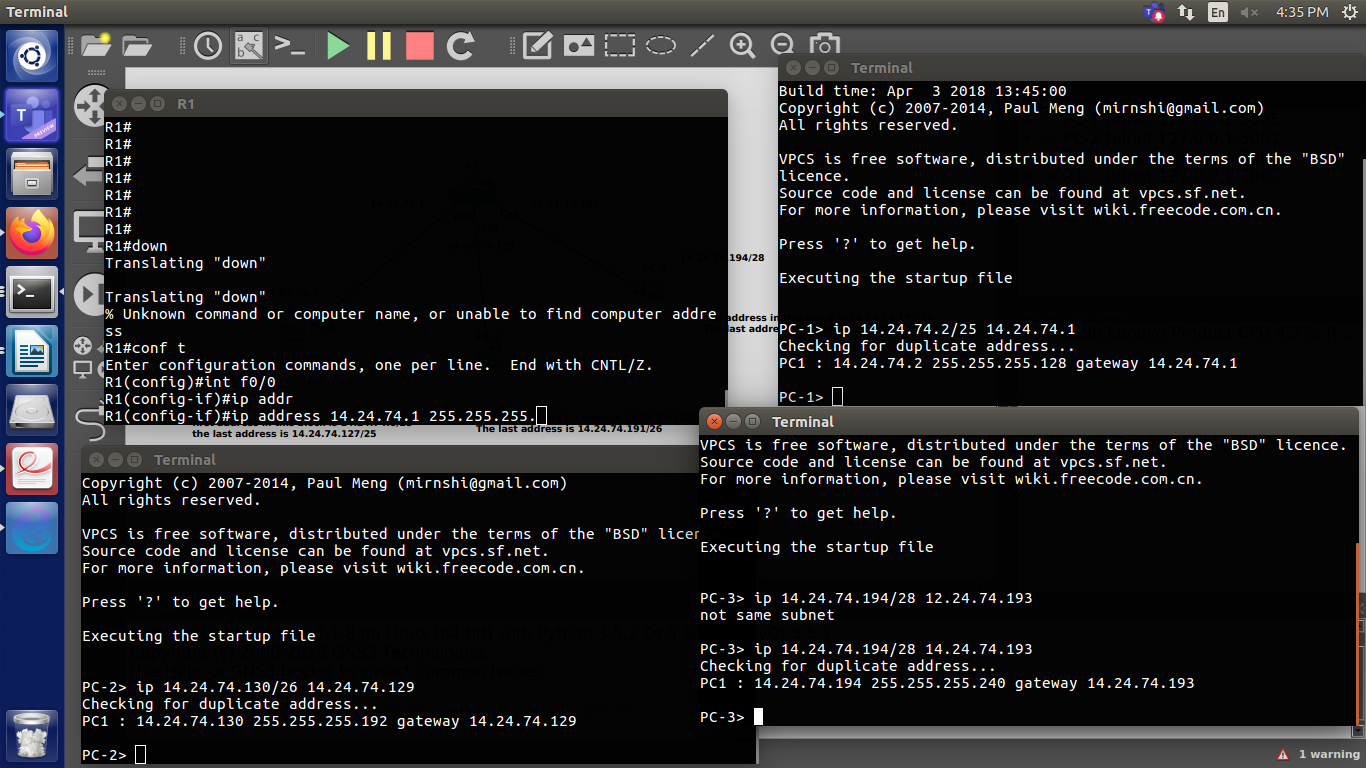 Terminal
En
4:35 PM
R1
R1#
R1#
R1#
R1#
R1#
R1#
R1#
R1#down
Translating "down"
Translating "down"
% Unknown command or computer name, or unable to find computer addre
ss
R1#conf t
Enter configuration commands, one per line.  End with CNTL/Z.
R1(config)#int f0/0
R1(config-if)#ip addr
R1(config-if)#ip address 14.24.74.1 255.255.255.
the last address is 14.24.74.127/25
The last address is 14.24.74.191/26
194/28
address in
he last addre
Terminal
Build time: Apr  3 2018 13:45:00
Copyright (c) 2007-2014, Paul Meng (mirnshi@gmail.com)
All rights reserved.
VPCS is free software, distributed under the terms of the "BSD"
licence.
Source code and license can be found at vpcs.sf.net.
For more information, please visit wiki.freecode.com.cn.
Press '?' to get help.
Executing the startup file
PC-1> ip 14.24.74.2/25 14.24.74.1
Checking for duplicate address...
PC1 : 14.24.74.2 255.255.255.128 gateway 14.24.74.1
PC-1>
Terminal
Copyright (c) 2007-2014, Paul Meng (mirnshi@gmail.com)
All rights reserved.
VPCS is free software, distributed under the terms of the "BSD" licer
Source code and license can be found at vpcs.sf.net.
For more information, please visit wiki.freecode.com.cn.
Press '?' to get help.
Executing the startup file
PC-2> ip 14.24.74.130/26 14.24.74.129
Checking for duplicate address...
PC1 : 14.24.74.130 255.255.255.192 gateway 14.24.74.129
PC-2>
Terminal
VPCS is free software, distributed under the terms of the "BSD" licence.
Source code and license can be found at vpcs.sf.net.
For more information, please visit wiki.freecode.com.cn.
Press '?' to get help.
Executing the startup file
PC-3> ip 14.24.74.194/28 12.24.74.193
not same subnet
PC-3> ip 14.24.74.194/28 14.24.74.193
Checking for duplicate address...
PC1 : 14.24.74.194 255.255.255.240 gateway 14.24.74.193
PC-3>
1 warning